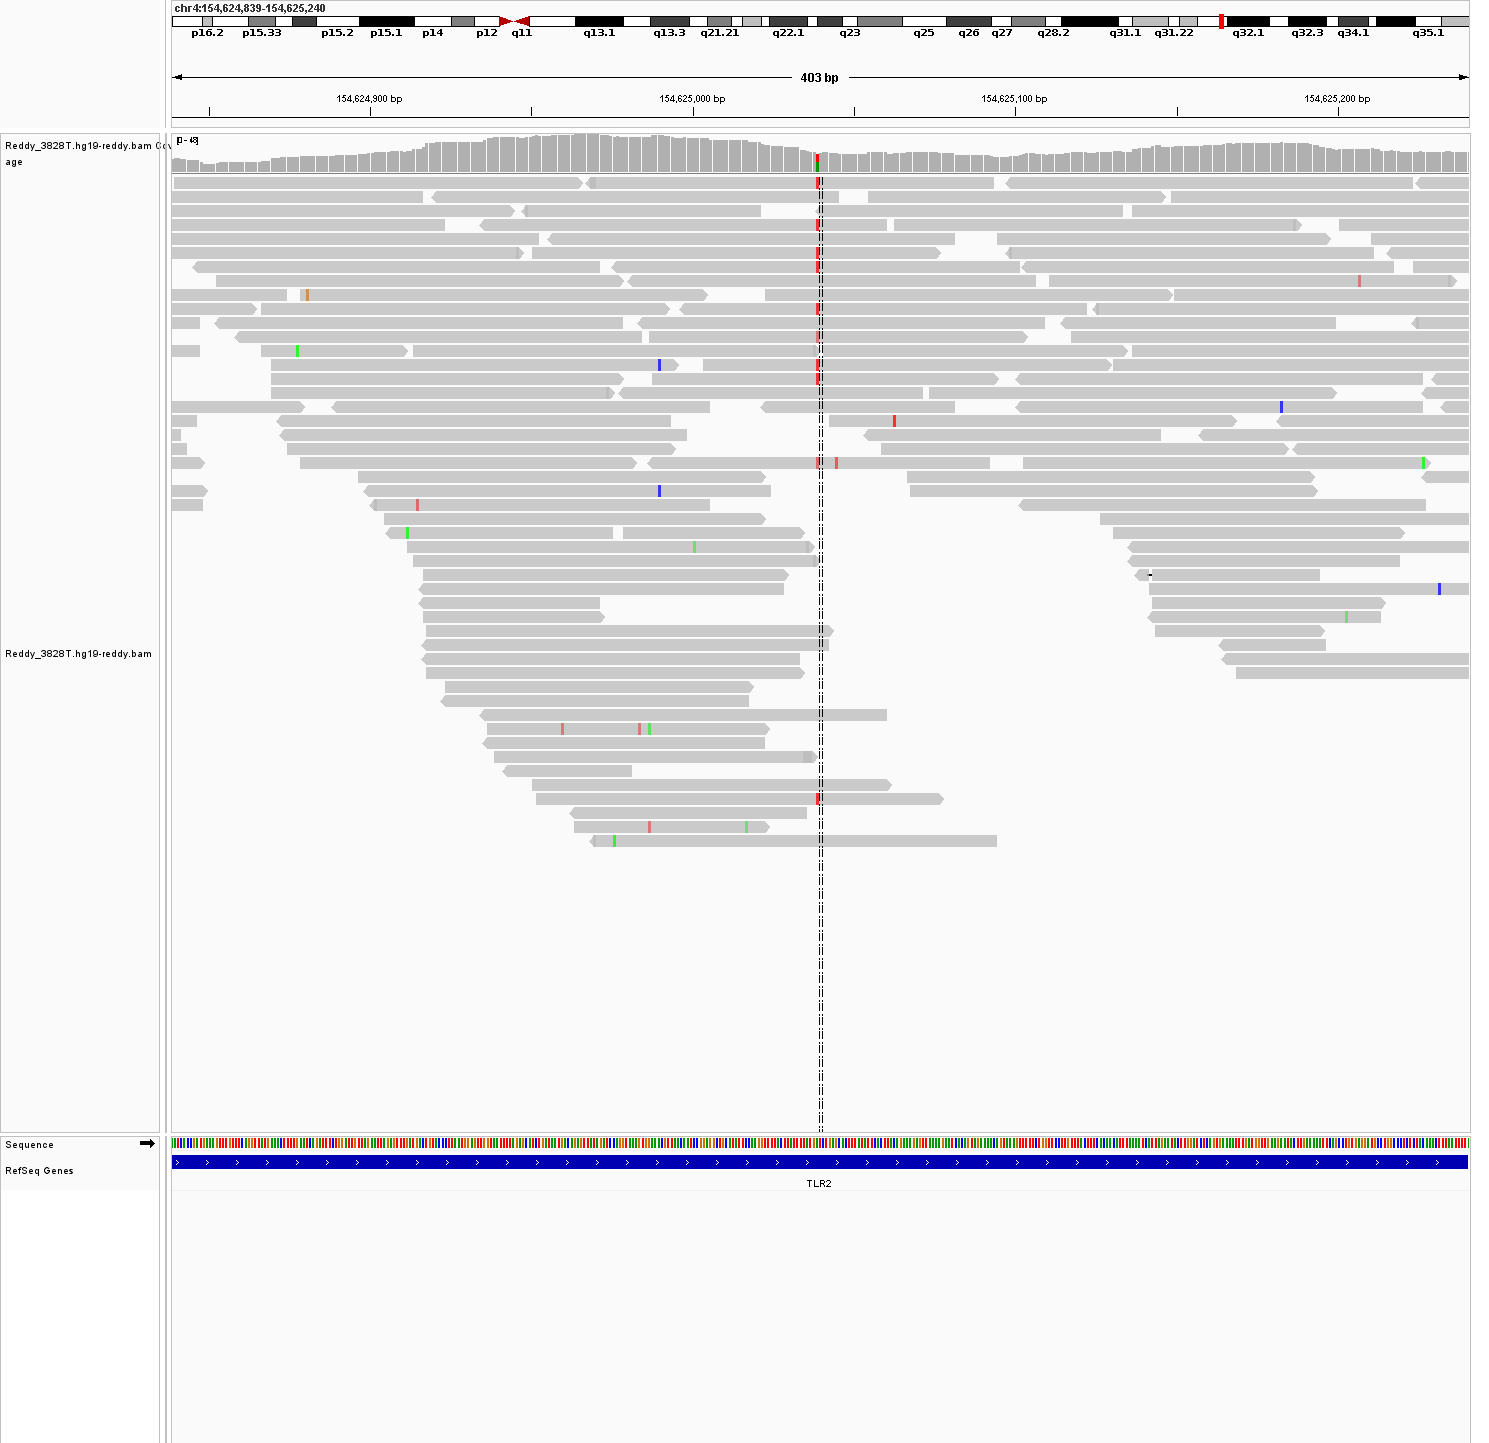 chr4:154,624,839-154,625,240
p16.2 p15.33 p15.2 p15.1 p14 p12 q11 q13.1 q13.3 q21.21 q22.1 q23 q25 q26 q27 q28.2 q31.1 q31.22 q32.1 q32.3 q34.1 q35.1
403 bp
154,624,900 bp 154,625,000 bp 154,625,100 bp 154,625,200 bp
Reddy_3828T.hg19-reddy.bam Cov
age
Reddy_3828T.hg19-reddy.bam
Sequence
RefSeq Genes
TLR2